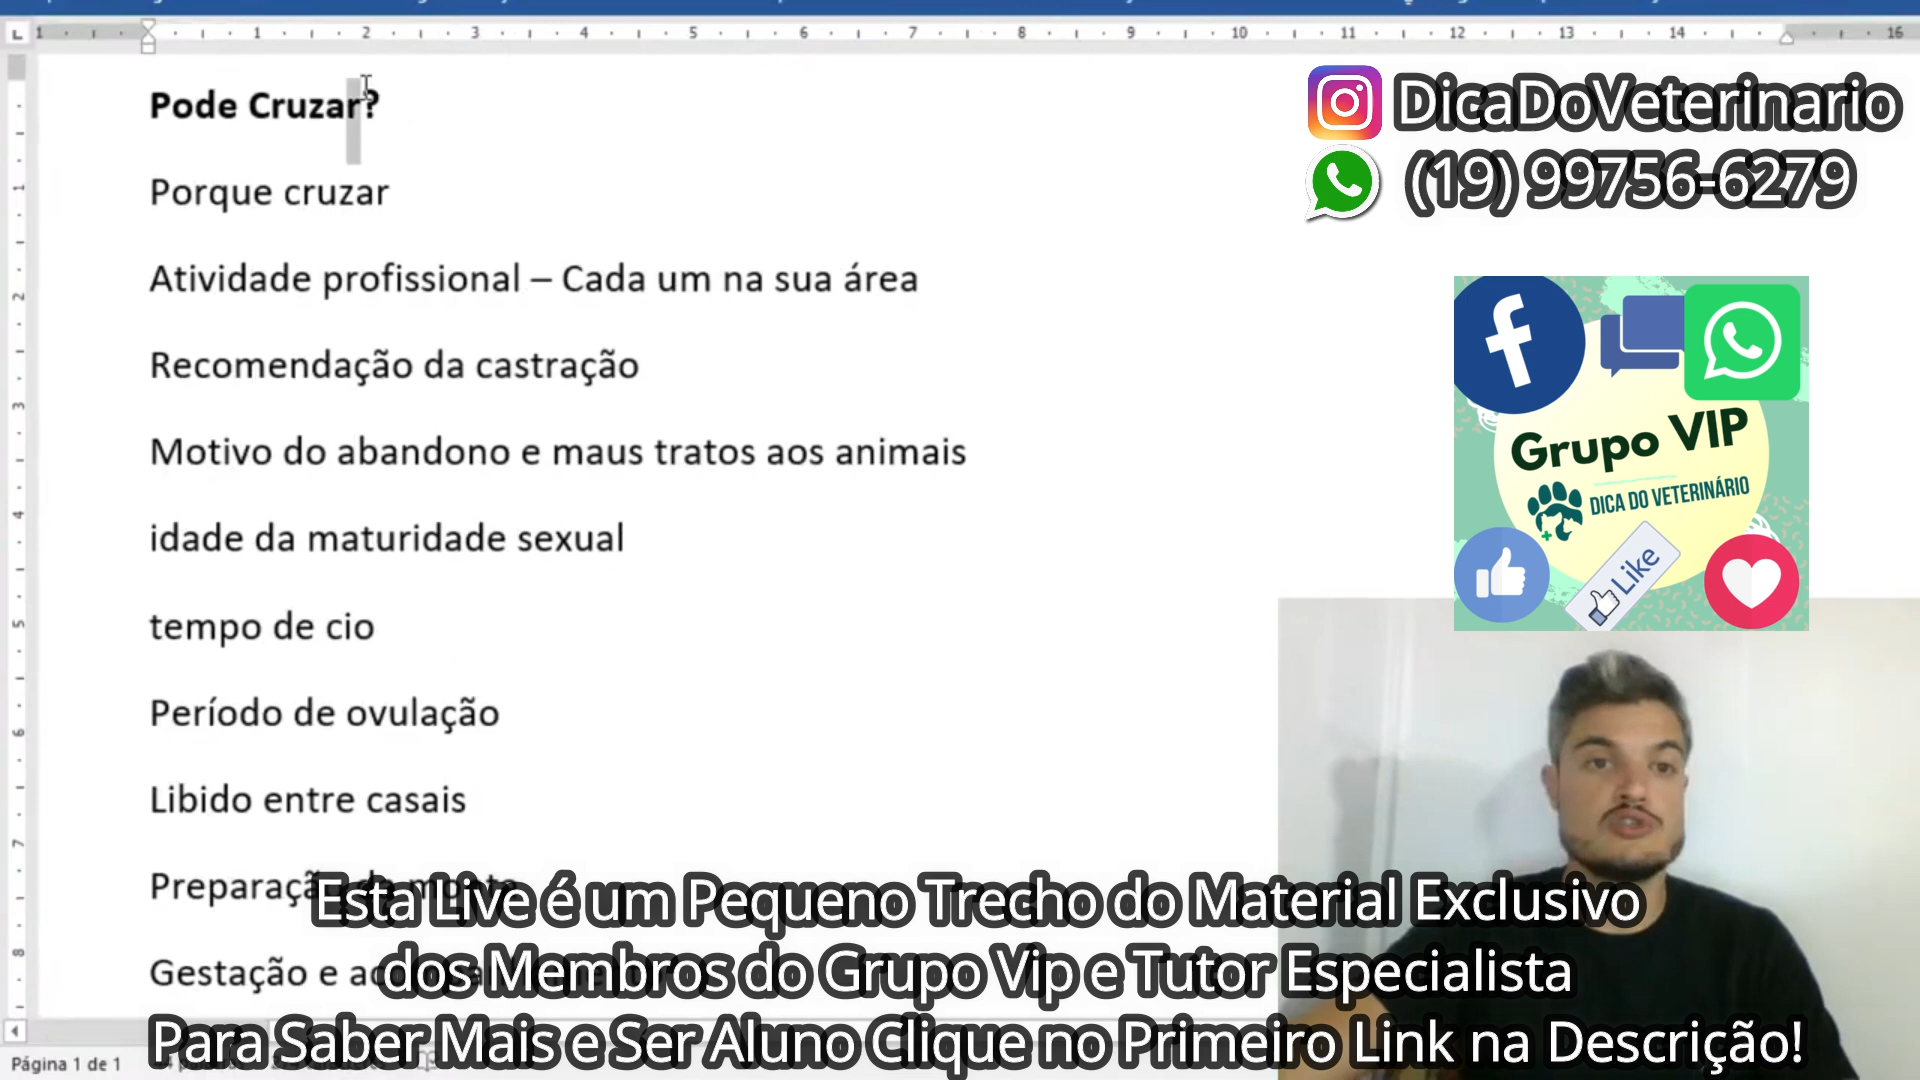 Pode Cruzar?
Porque cruzar
Atividade profissional – Cada um na sua área
Recomendação da castração
Motivo do abandono e maus tratos aos animais
idade da maturidade sexual
tempo de cio
Período de ovulação
Libido entre casais
Preparação da monta
Gestação e
DicaDoVeterinario
(19) 99756-6279
Grupo VIP
DICA DO VETERINÁRIO
Like
Esta Live é um Pequeno Trecho do Material Exclusivo
dos Membros do Grupo Vip e Tutor Especialista
Para Saber Mais e Ser Aluno Clique no Primeiro Link na Descrição!
Página 1 de 1